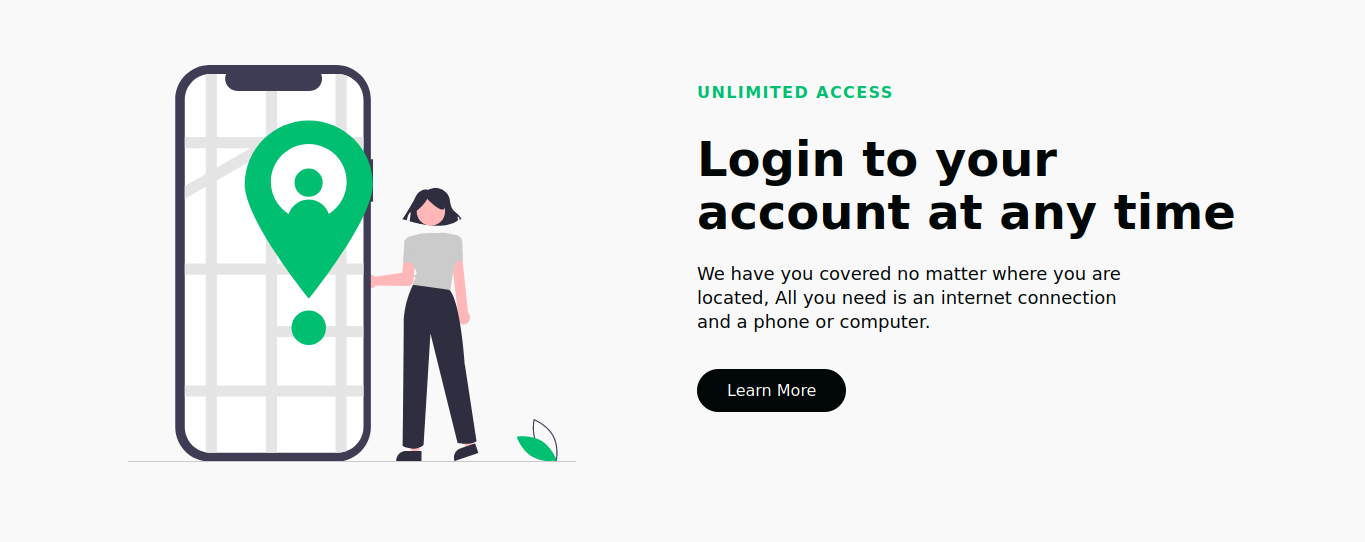 UNLIMITED ACCESS
Login to your
account at any time
We have you covered no matter where you are
located, All you need is an internet connection
and a phone or computer.
Learn More